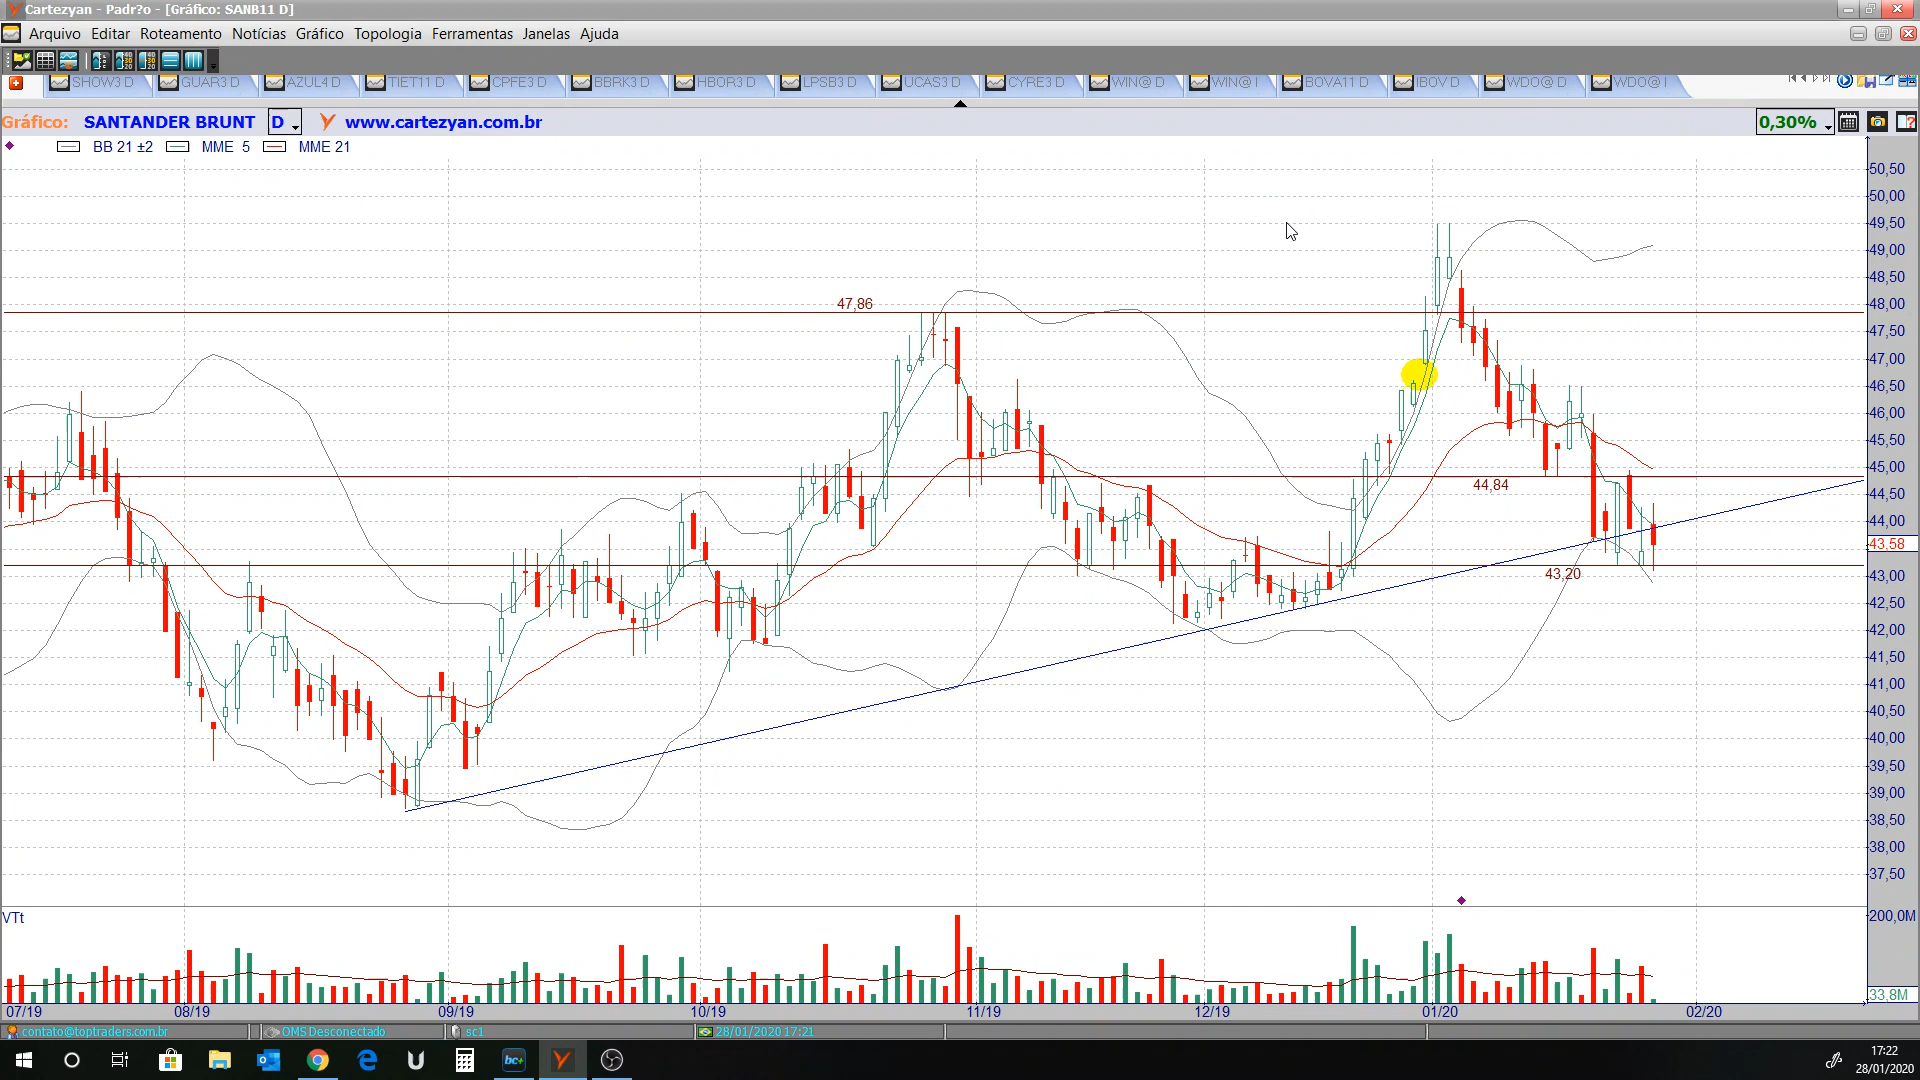 Cartezyan - Padr?o - [Gráfico: SANB11 D]
Arquivo Editar Roteamento Notícias Gráfico Topologia Ferramentas Janelas Ajuda
SHOW3 D GUAR3 D AZUL4 D TIET11 D CPFE3 D BBRK3 D HBOR3 D LPSB3 D UCAS3 D CYRE3 D WIN@ D WIN@ I BOVA11 D IBOV D WDO@ D WDO@ I
Gráfico: SANTANDER BRUNT D www.cartezyan.com.br 0,30%
BB 21 ±2 MME 5 MME 21
50,50
50,00
49,50
49,00
48,50
47,86
48,00
47,50
47,00
46,50
46,00
45,50
45,00
44,84
44,50
44,00
43,58
43,20
43,00
42,50
42,00
41,50
41,00
40,50
40,00
39,50
39,00
38,50
38,00
37,50
VTt
200,0M
33,8M
07/19 08/19 09/19 10/19 11/19 12/19 01/20 02/20
contato@toptraders.com.br OMS Desconectado sc1 28/01/2020 17:21
bc+
17:22
28/01/2020